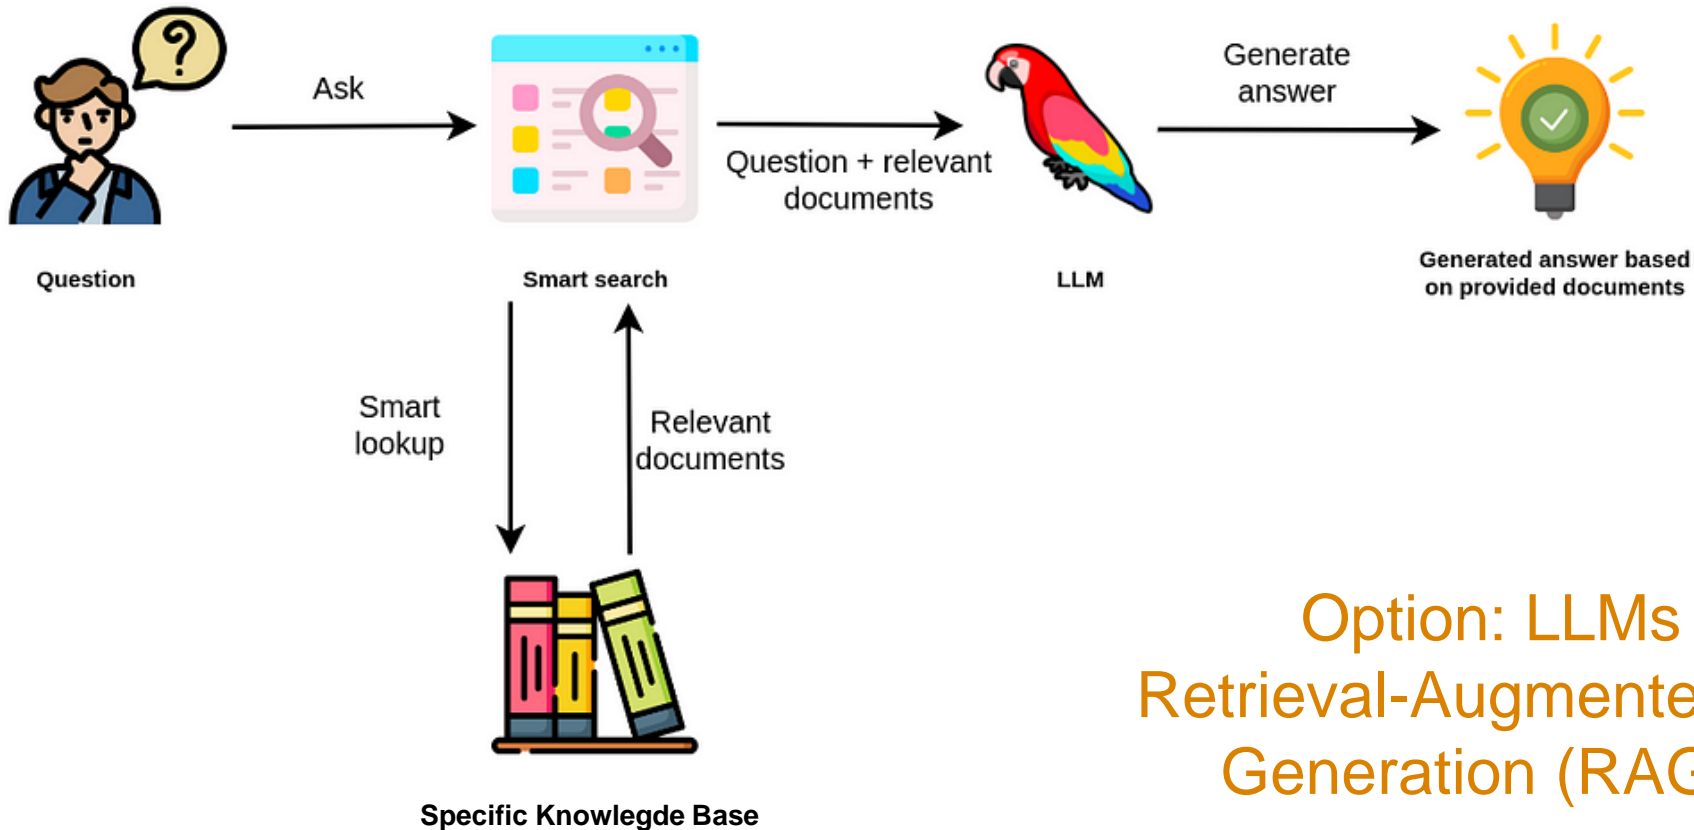 ?
Ask
Generate
answer
Question + relevant
documents
Question
Smart search
LLM
Generated answer based
on provided documents
Smart
lookup
Relevant
documents
Specific Knowlegde Base
Option: LLMs
Retrieval-Augmente
Generation (RAG